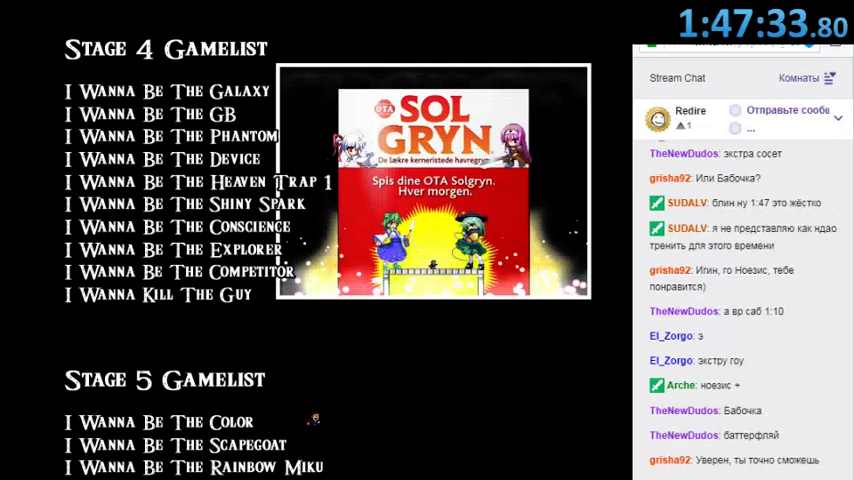 1:47:33.80
Stage 4 Gamelist
I Wanna Be The Galaxy
I Wanna Be The GB
I Wanna Be The Phantom
I Wanna Be The Device
I Wanna Be The Heaven Trap 1
I Wanna Be The Shiny Spark
I Wanna Be The Conscience
I Wanna Be The Explorer
I Wanna Be The Competitor
I Wanna Kill The Guy
OTA
SOL
GRYN
De lækre kerneristede havregryn
Spis dine OTA Solgryn.
Hver morgen.
Stage 5 Gamelist
I Wanna Be The Color
I Wanna Be The Scapegoat
I Wanna Be The Rainbow Miku
Stream Chat
Комнаты
Redire
1
Отправьте сообщ
...
TheNewDudos: экстра сосет
grisha92: Или Бабочка?
SUDALV: блин ну 1:47 это жёстко
SUDALV: я не представляю как ндао
тренить для этого времени
grisha92: Игин, го Ноезис, тебе
понравится)
TheNewDudos: а вр саб 1:10
El_Zorgo: э
El_Zorgo: экстру гоу
Arche: ноезис +
TheNewDudos: Бабочка
TheNewDudos: баттерфляй
grisha92: Уверен, ты точно сможешь